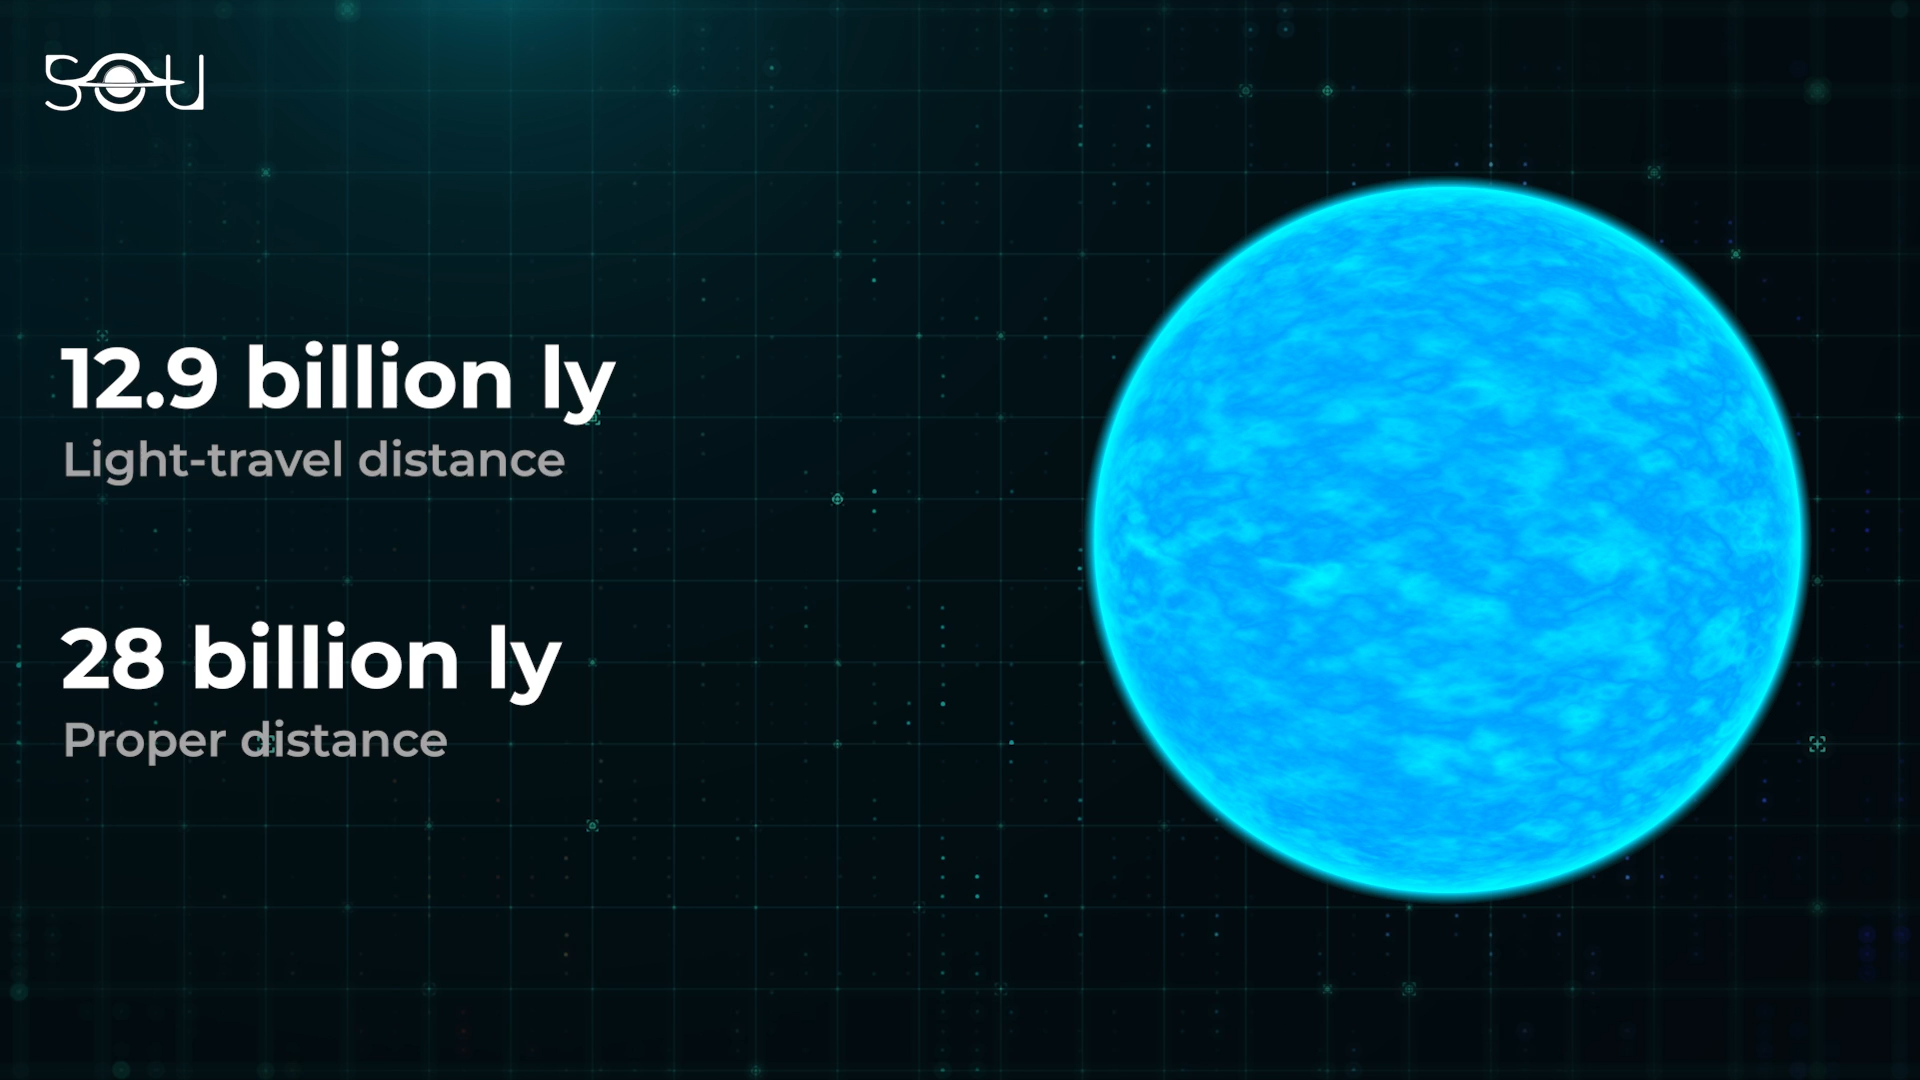 SOU
12.9 billion ly
Light-travel distance
28 billion ly
Proper distance